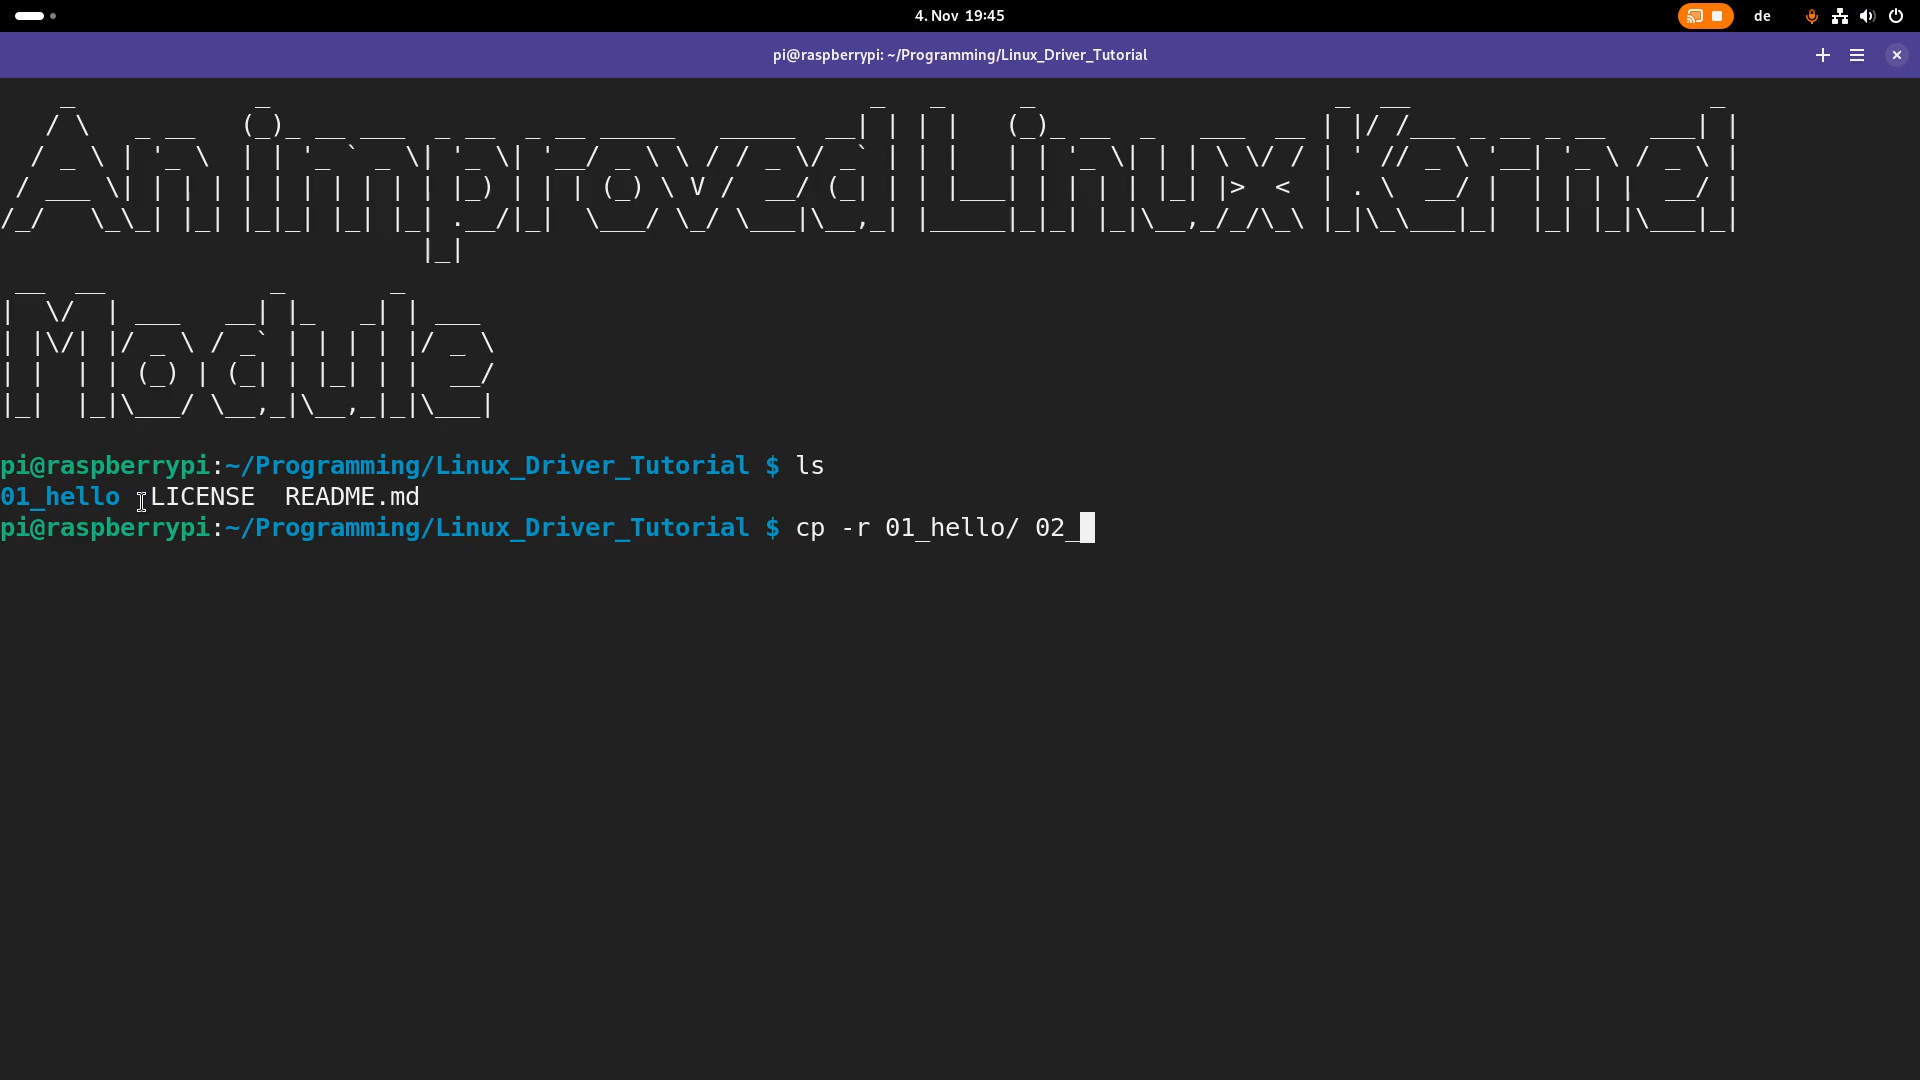 4. Nov 19:45
de
pi@raspberrypi: ~/Programming/Linux_Driver_Tutorial
An improved Linux Kernel
Module
pi@raspberrypi:~/Programming/Linux_Driver_Tutorial $ ls
01_hello  LICENSE  README.md
pi@raspberrypi:~/Programming/Linux_Driver_Tutorial $ cp -r 01_hello/ 02_